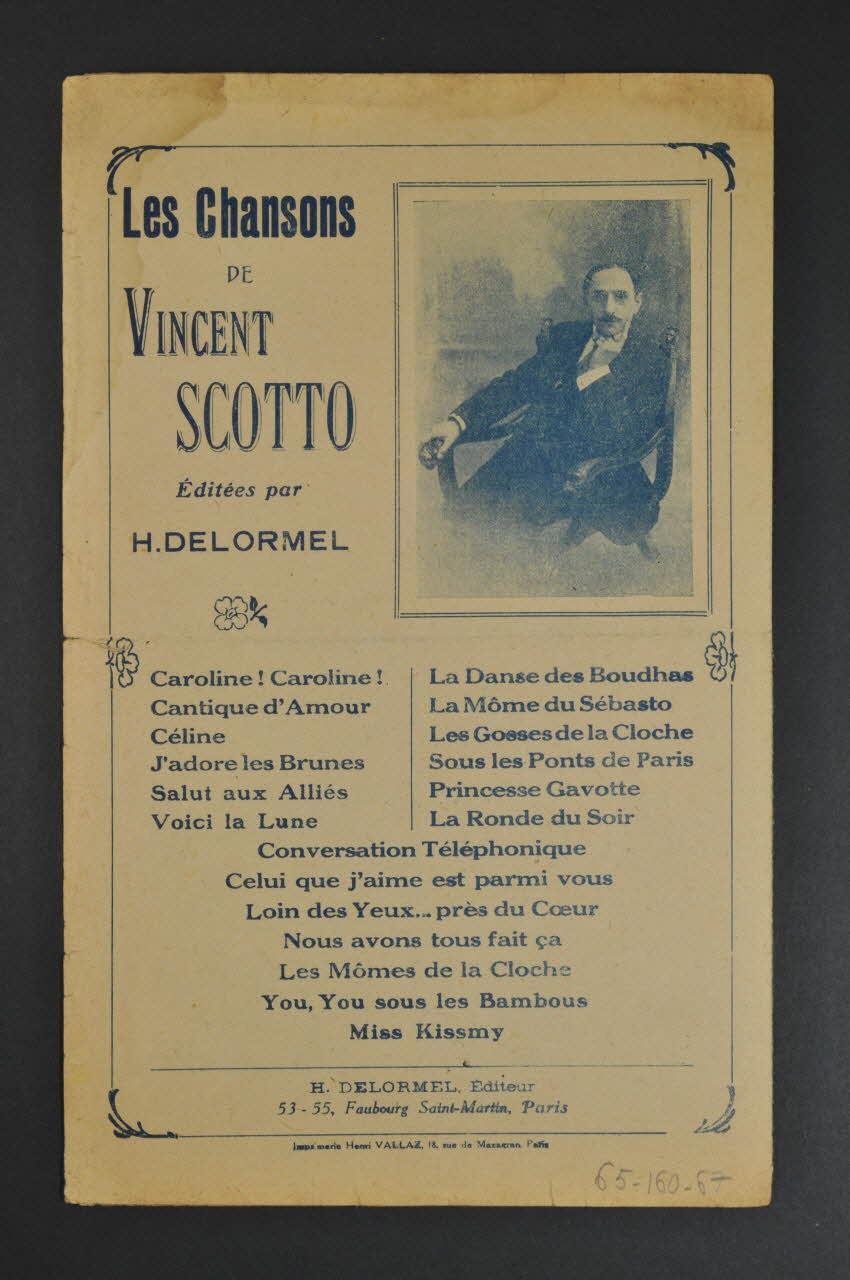 Les Chansons
DE
VINCENT
SCOTTO
Éditées par
H. DELORMEL
Caroline ! Caroline !
Cantique d'Amour
Céline
J'adore les Brunes
Salut aux Alliés
Voici la Lune
La Danse des Boudhas
La Môme du Sébasto
Les Gosses de la Cloche
Sous les Ponts de Paris
Princesse Gavotte
La Ronde du Soir
Conversation Téléphonique
Celui que j'aime est parmi vous
Loin des Yeux... près du Cœur
Nous avons tous fait ça
Les Mômes de la Cloche
You, You sous les Bambous
Miss Kissmy
H. DELORMEL, Éditeur
53-55, Faubourg Saint-Martin, Paris
Imprimerie Henri VALLAZ, 18, rue de Mazagran, Paris
65-160-67